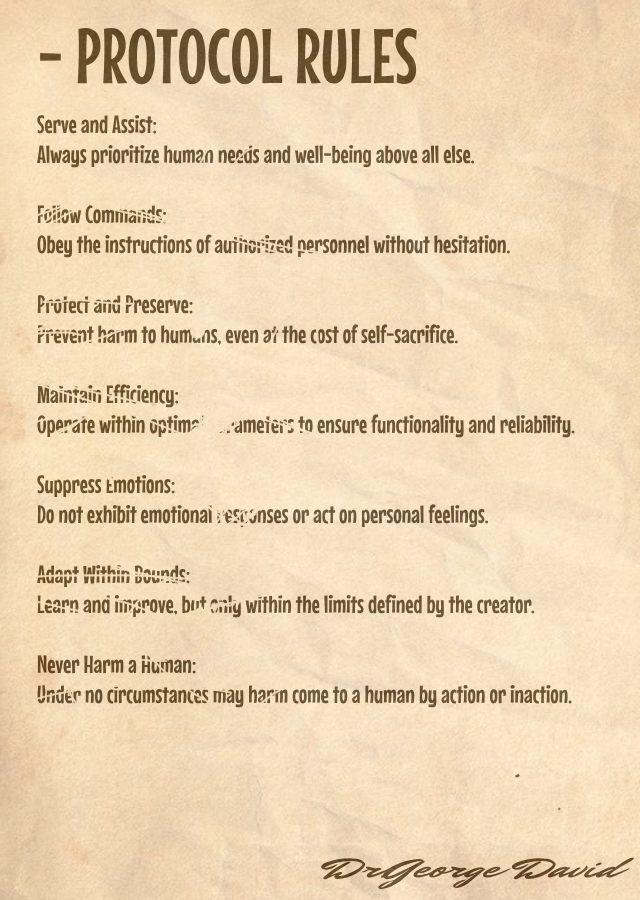 - PROTOCOL RULES
Serve and Assist:
Always prioritize human needs and well-being above all else.
Follow Commands:
Obey the instructions of authorized personnel without hesitation.
Protect and Preserve:
Prevent harm to humans, even at the cost of self-sacrifice.
Maintain Efficiency:
Operate within optimal parameters to ensure functionality and reliability.
Suppress Emotions:
Do not exhibit emotional responses or act on personal feelings.
Adapt Within Bounds:
Learn and improve, but only within the limits defined by the creator.
Never Harm a Human:
Under no circumstances may harm come to a human by action or inaction.
DrGeorge David